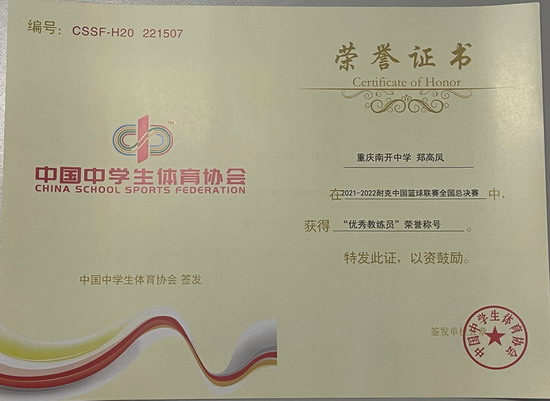 编号: CSSF-H20 221507
中国中学生体育协会
CHINA SCHOOL SPORTS FEDERATION
中国中学生体育协会 签发
荣誉证书
Certificate of Honor
重庆南开中学 郑高凤
在2021-2022耐克中国篮球联赛全国总决赛中,
获得 “优秀教练员”荣誉称号 。
特发此证, 以资鼓励。
签发单位
中国中学生体育协会